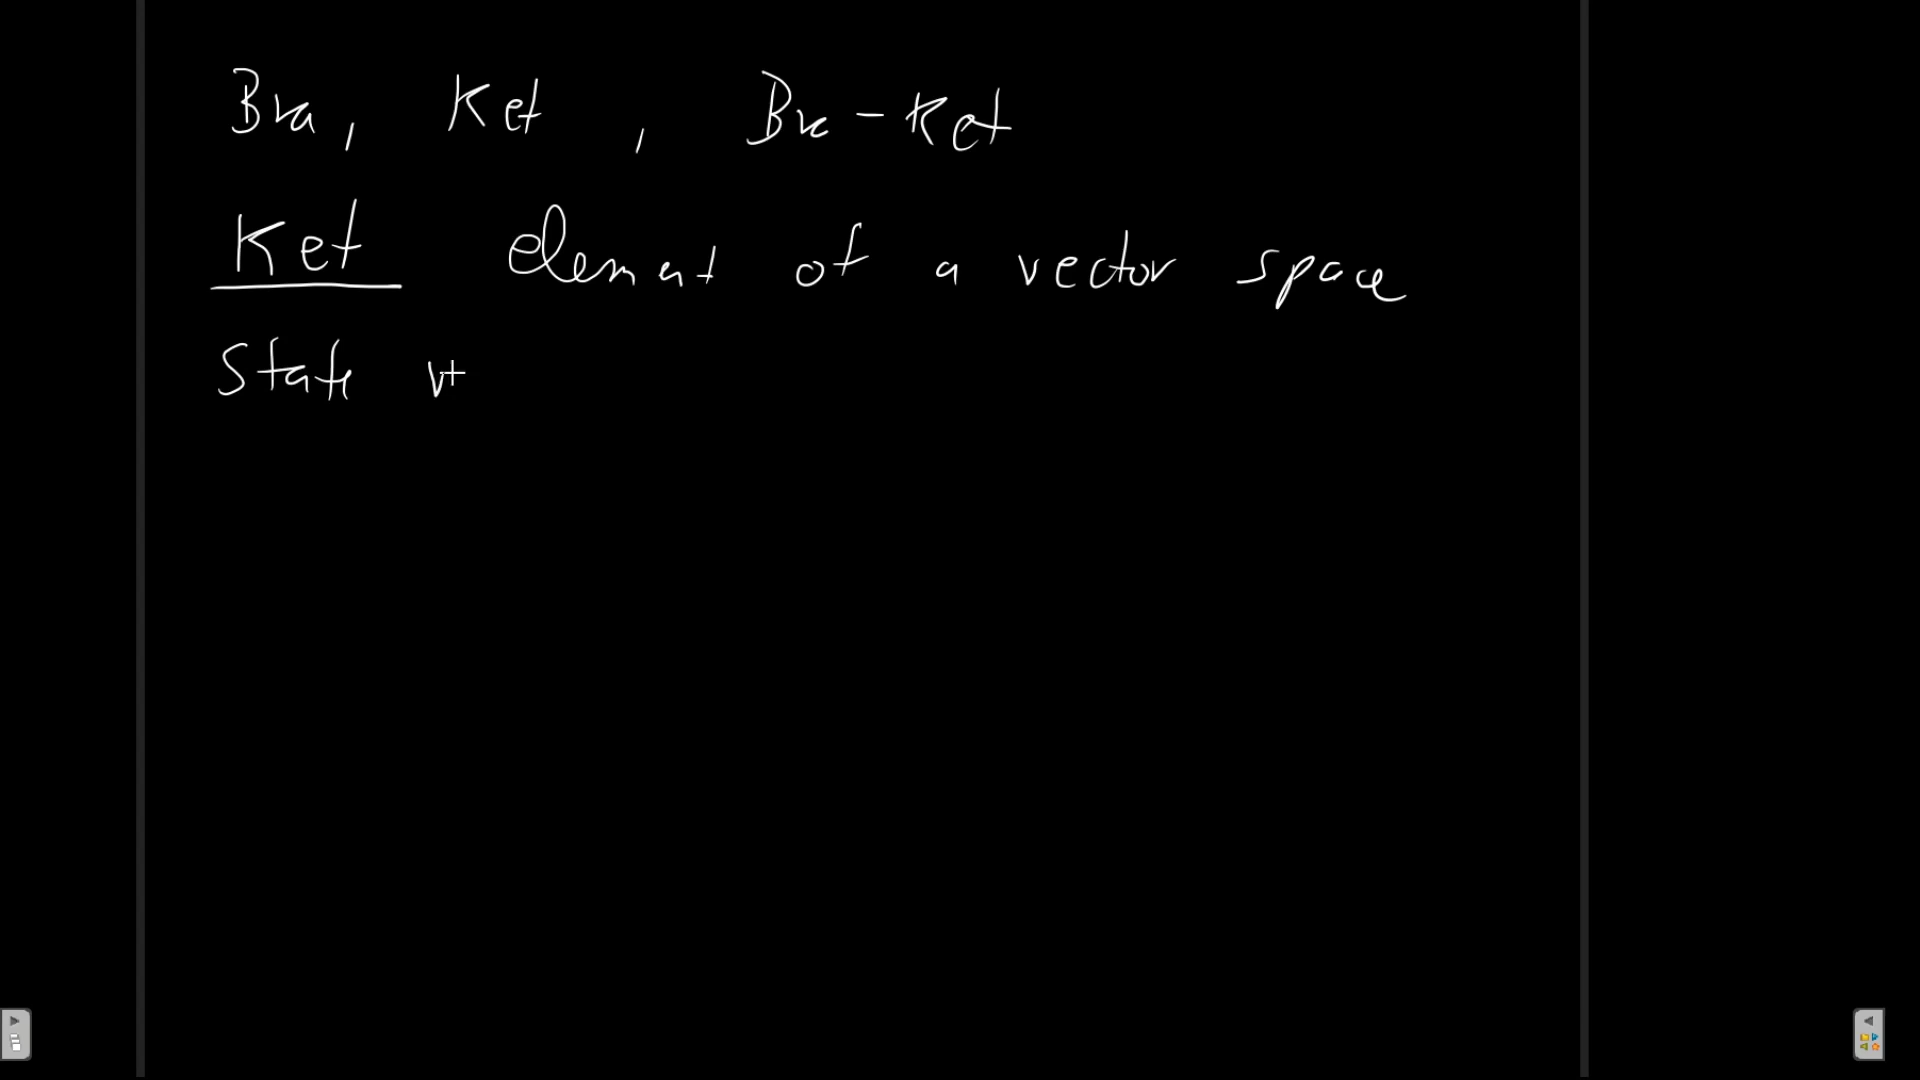 Bra, Ket, Bra-Ket
Ket element of a vector space
State v